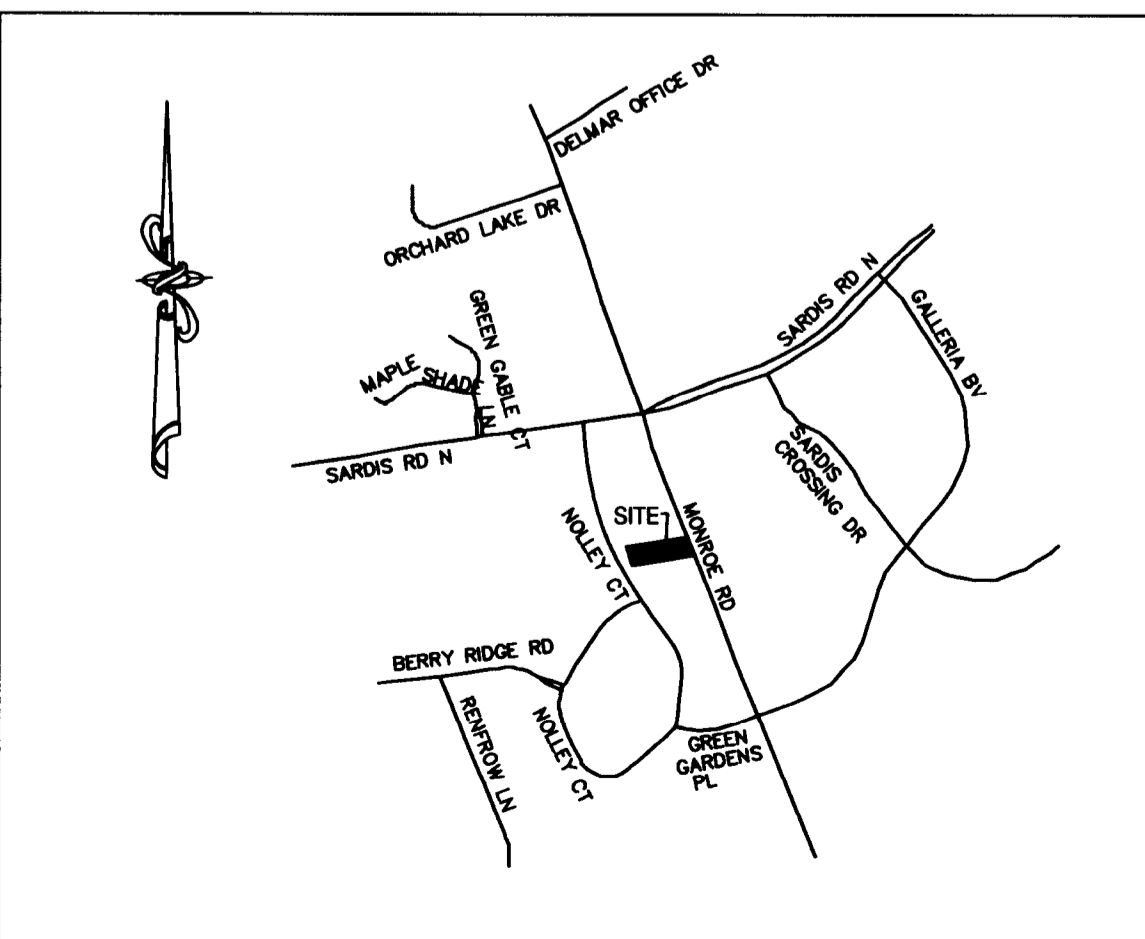 DELMAR OFFICE DR
ORCHARD LAKE DR
SARDIS RD N
GALLERIA BV
GREEN GABLE CT
MAPLE SHADE LN
SARDIS RD N
SARDIS
CROSSING DR
NOLLEY CT
SITE
MONROE RD
BERRY RIDGE RD
RENFROW LN
NOLLEY CT
GREEN
GARDENS
PL